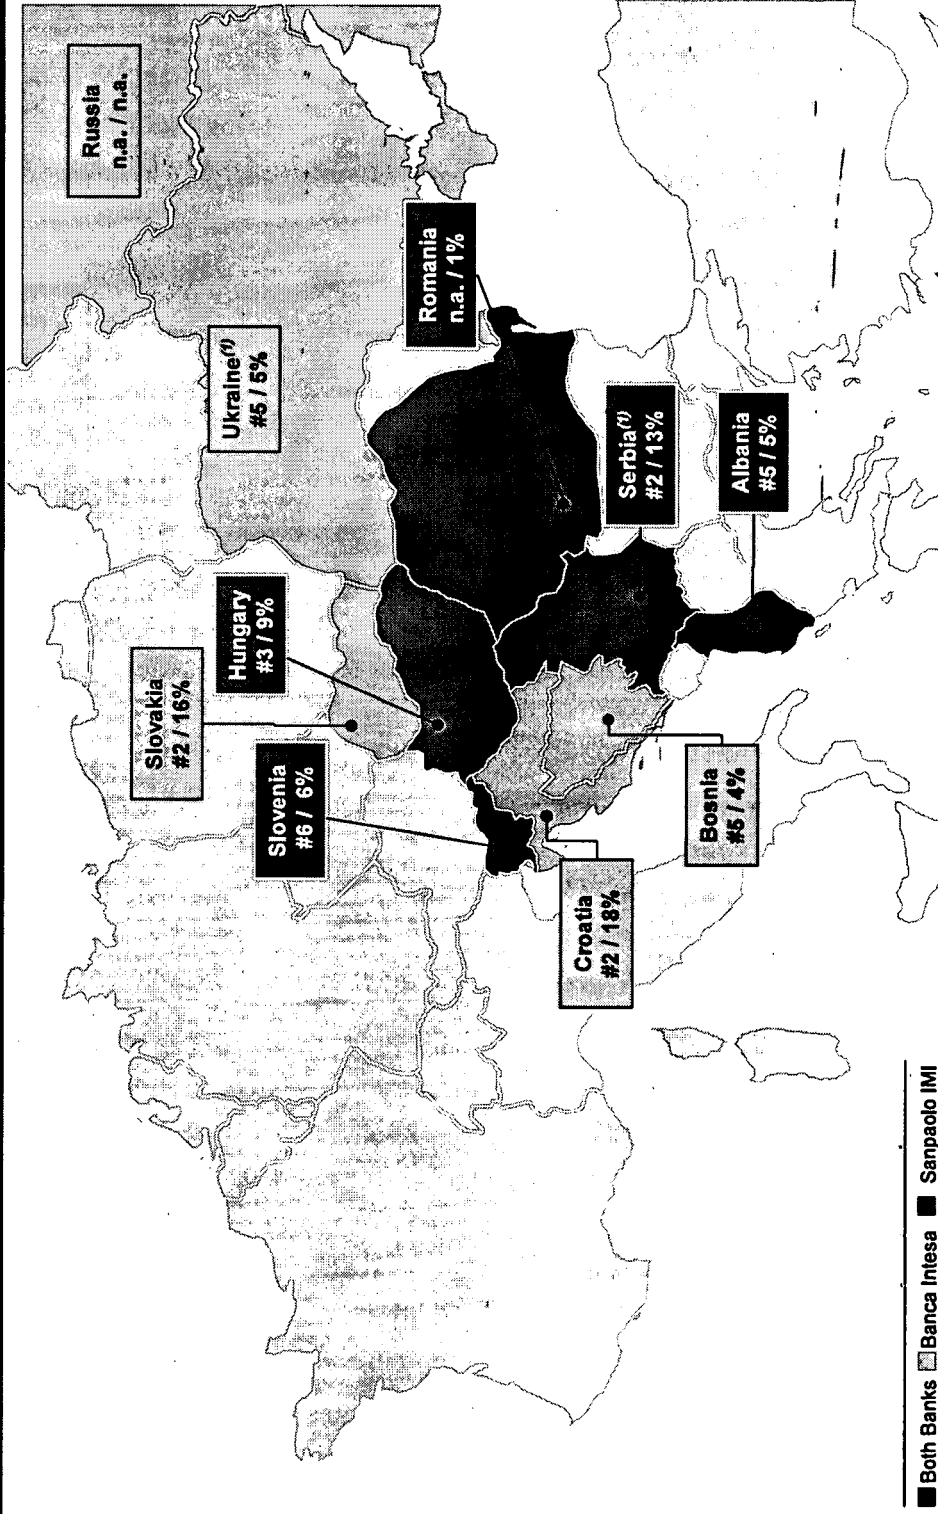 Russia
n.a. / n.a.
Ukraine(1)
#5 / 5%
Romania
n.a. / 1%
Slovakia
#2 / 16%
Hungary
#3 / 9%
Serbia(1)
#2 / 13%
Albania
#5 / 5%
Slovenia
#6 / 6%
Bosnia
#5 / 4%
Croatia
#2 / 18%
Both Banks Banca Intesa Sanpaolo IMI